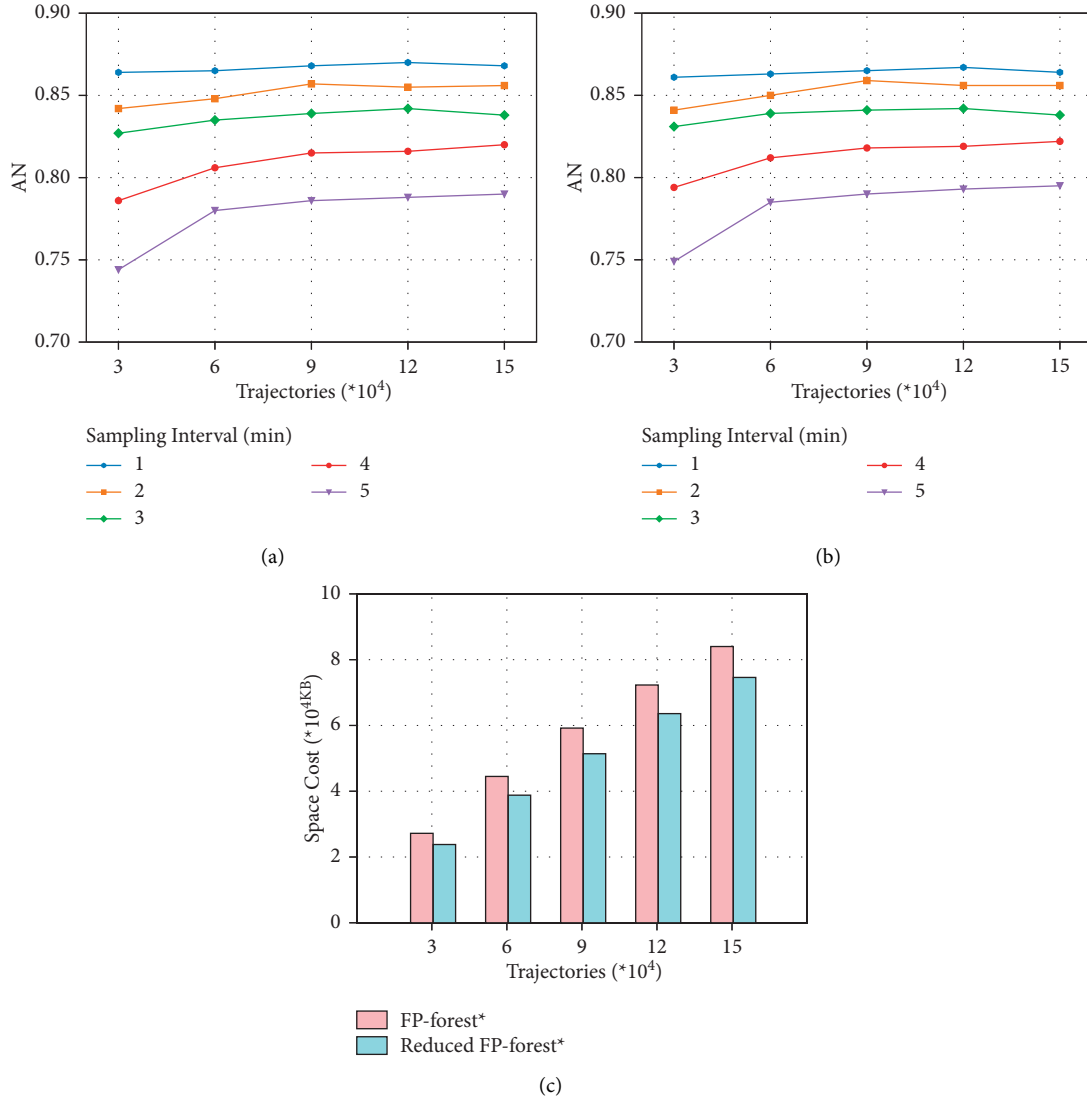 0.90
0.85
0.80
0.75
0.70
AN
3 6 9 12 15
Trajectories (*10⁴)
Sampling Interval (min)
1 4
2 5
3
(a)
0.90
0.85
0.80
0.75
0.70
AN
3 6 9 12 15
Trajectories (*10⁴)
Sampling Interval (min)
1 4
2 5
3
(b)
10
8
6
4
2
0
Space Cost (*10⁴ᴷᴮ)
3 6 9 12 15
Trajectories (*10⁴)
FP-forest*
Reduced FP-forest*
(c)